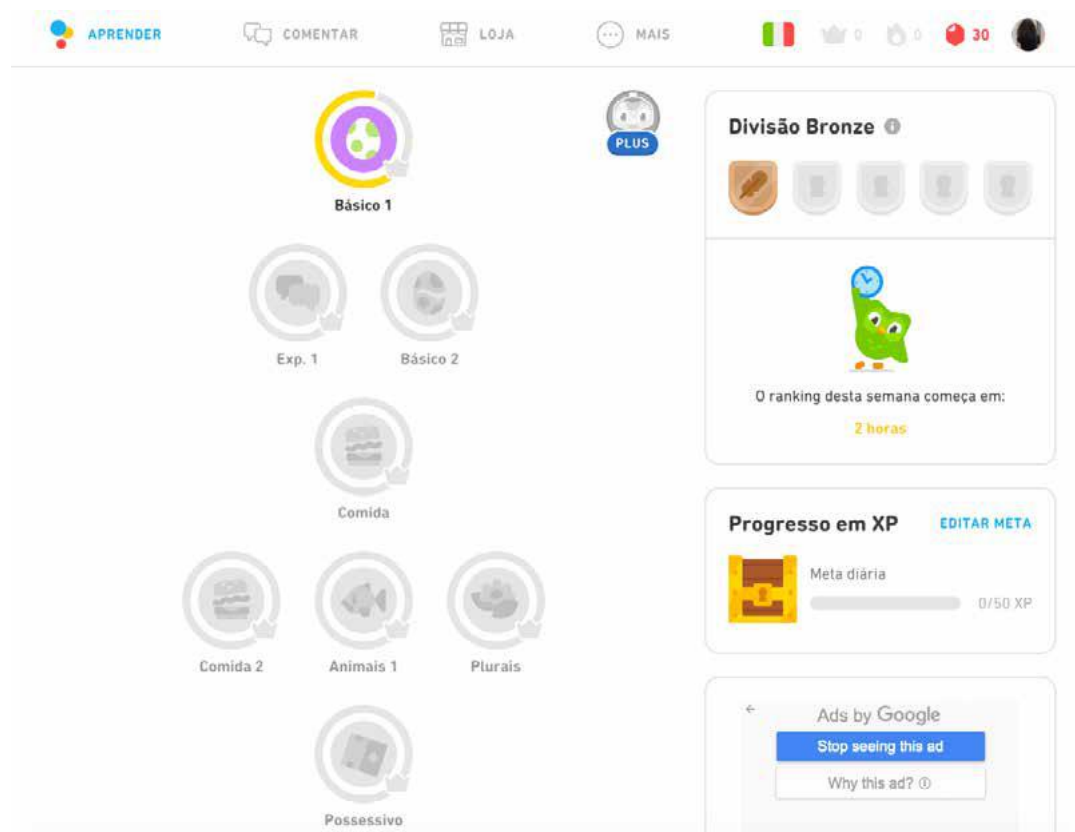 APRENDER
COMENTAR
LOJA
MAIS
0
0
30
Básico 1
PLUS
Exp. 1
Básico 2
Comida
Comida 2
Animais 1
Plurais
Possessivo
Divisão Bronze
O ranking desta semana começa em:
2 horas
Progresso em XP
EDITAR META
Meta diária
0/50 XP
Ads by Google
Stop seeing this ad
Why this ad?